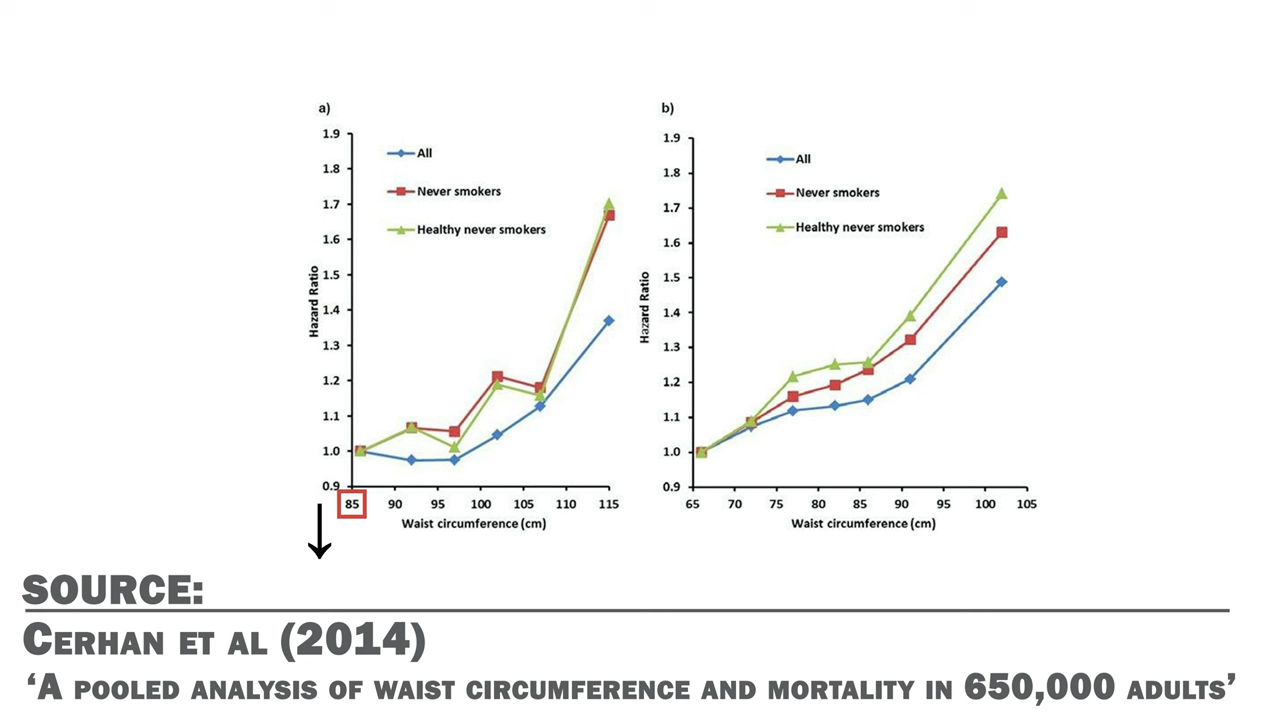 a)
1.9
1.8
1.7
1.6
1.5
1.4
1.3
1.2
1.1
1.0
0.9
Hazard Ratio
All
Never smokers
Healthy never smokers
85 90 95 100 105 110 115
Waist circumference (cm)
b)
1.9
1.8
1.7
1.6
1.5
1.4
1.3
1.2
1.1
1.0
0.9
Hazard Ratio
All
Never smokers
Healthy never smokers
65 70 75 80 85 90 95 100 105
Waist circumference (cm)
SOURCE:
CERHAN ET AL (2014)
‘A POOLED ANALYSIS OF WAIST CIRCUMFERENCE AND MORTALITY IN 650,000 ADULTS’